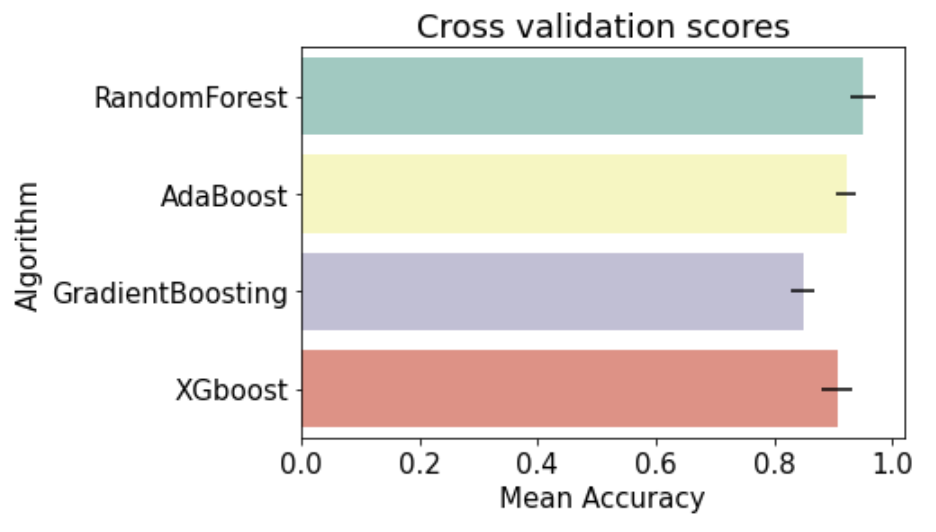 Cross validation scores
RandomForest
AdaBoost
GradientBoosting
XGboost
Algorithm
0.0 0.2 0.4 0.6 0.8 1.0
Mean Accuracy